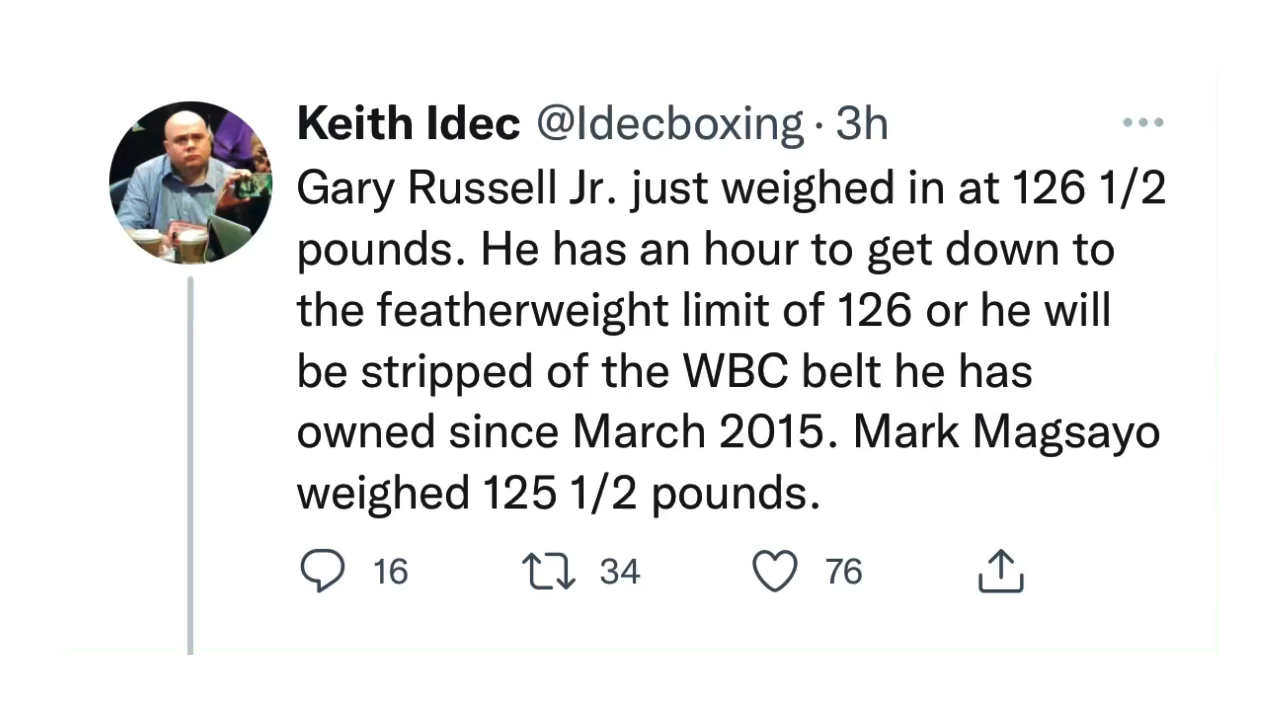 Keith Idec @Idecboxing · 3h
Gary Russell Jr. just weighed in at 126 1/2
pounds. He has an hour to get down to
the featherweight limit of 126 or he will
be stripped of the WBC belt he has
owned since March 2015. Mark Magsayo
weighed 125 1/2 pounds.
16 34 76